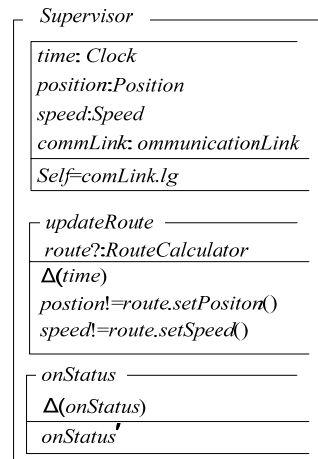 Supervisor
time: Clock
position:Position
speed:Speed
commLink: ommunicationLink
Self=comLink.lg
updateRoute
route?:RouteCalculator
Δ(time)
postion!=route.setPositon()
speed!=route.setSpeed()
onStatus
Δ(onStatus)
onStatus'